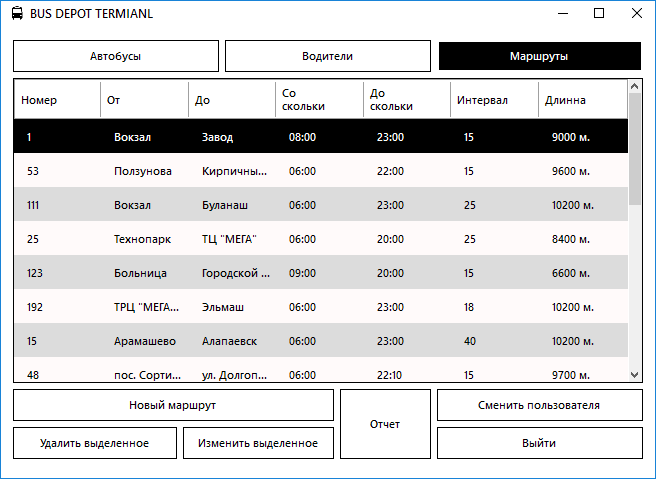 BUS DEPOT TERMIANL
Автобусы Водители Маршруты
Номер От До Со скольки До скольки Интервал Длинна
1 Вокзал Завод 08:00 23:00 15 9000 м.
53 Ползунова Кирпичны... 06:00 22:00 15 9600 м.
111 Вокзал Буланаш 06:00 23:00 25 10200 м.
25 Технопарк ТЦ "МЕГА" 06:00 20:00 25 8400 м.
123 Больница Городской ... 09:00 20:00 15 6600 м.
192 ТРЦ "МЕГА... Эльмаш 06:00 23:00 18 10200 м.
15 Арамашево Алапаевск 06:00 23:00 40 10200 м.
48 пос. Сорти... ул. Долгоп... 06:00 22:10 15 9700 м.
Новый маршрут Отчет Сменить пользователя
Удалить выделенное Изменить выделенное Выйти